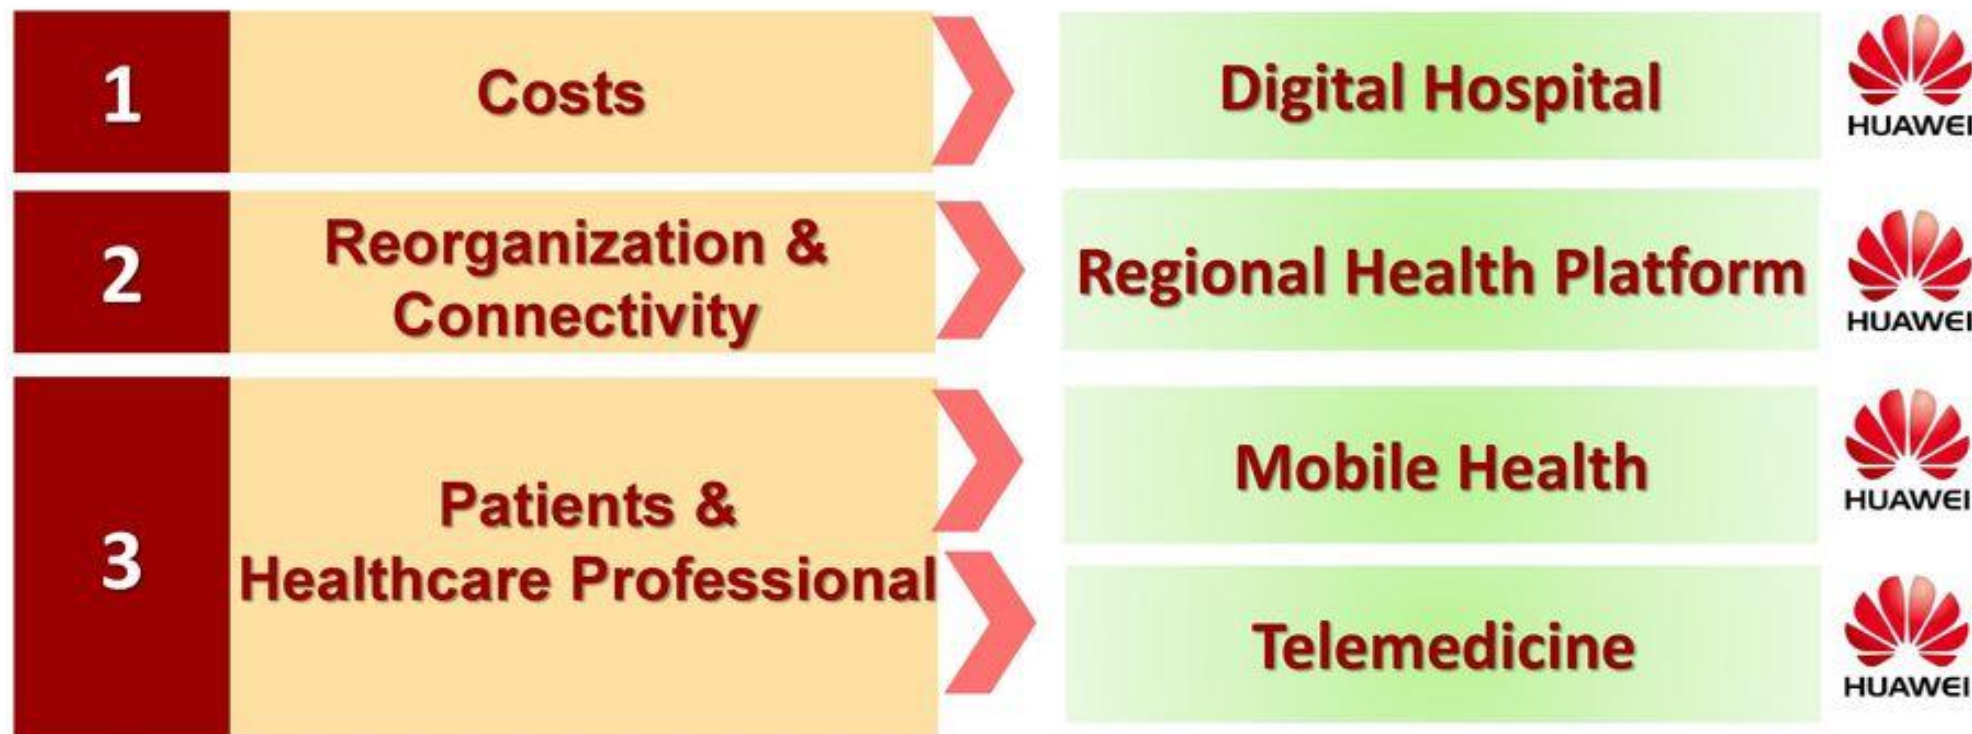 1
Costs
Digital Hospital
HUAWEI
2
Reorganization &
Connectivity
Regional Health Platform
HUAWEI
3
Patients &
Healthcare Professional
Mobile Health
HUAWEI
Telemedicine
HUAWEI